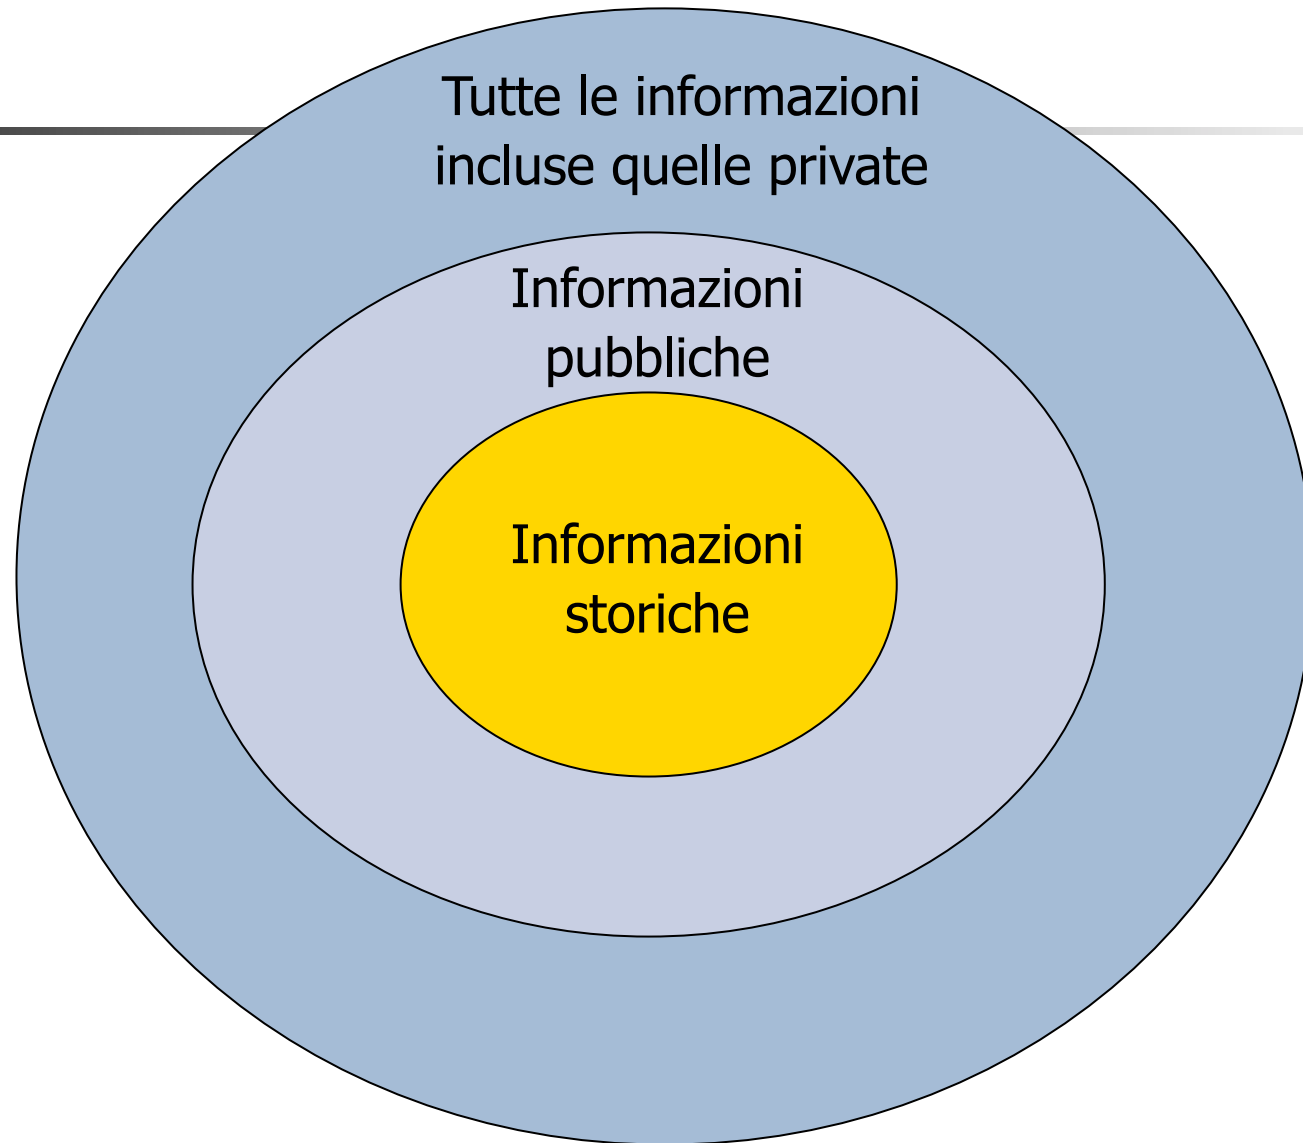 Tutte le informazioni
incluse quelle private
Informazioni
pubbliche
Informazioni
storiche